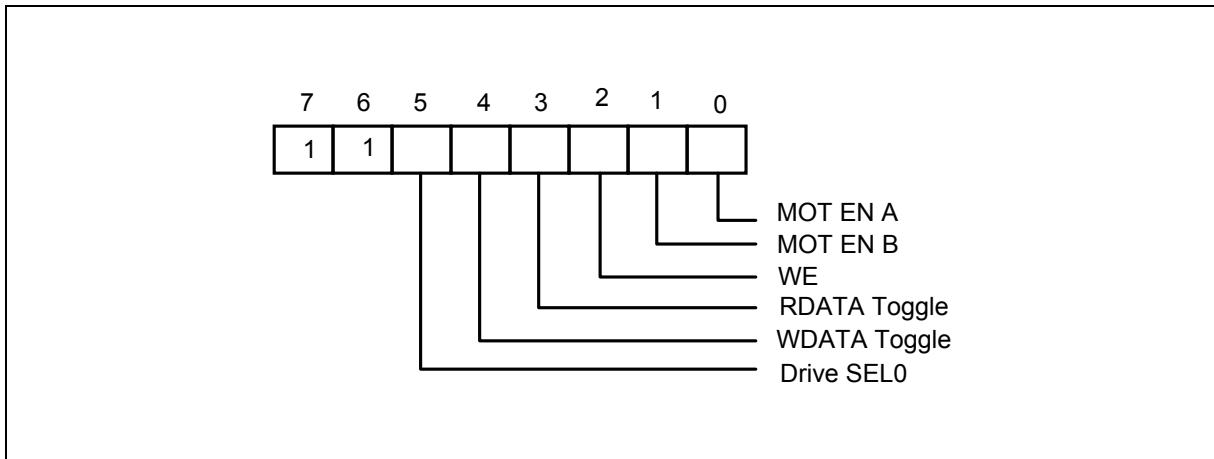 7 6 5 4 3 2 1 0
1 1
MOT EN A
MOT EN B
WE
RDATA Toggle
WDATA Toggle
Drive SEL0